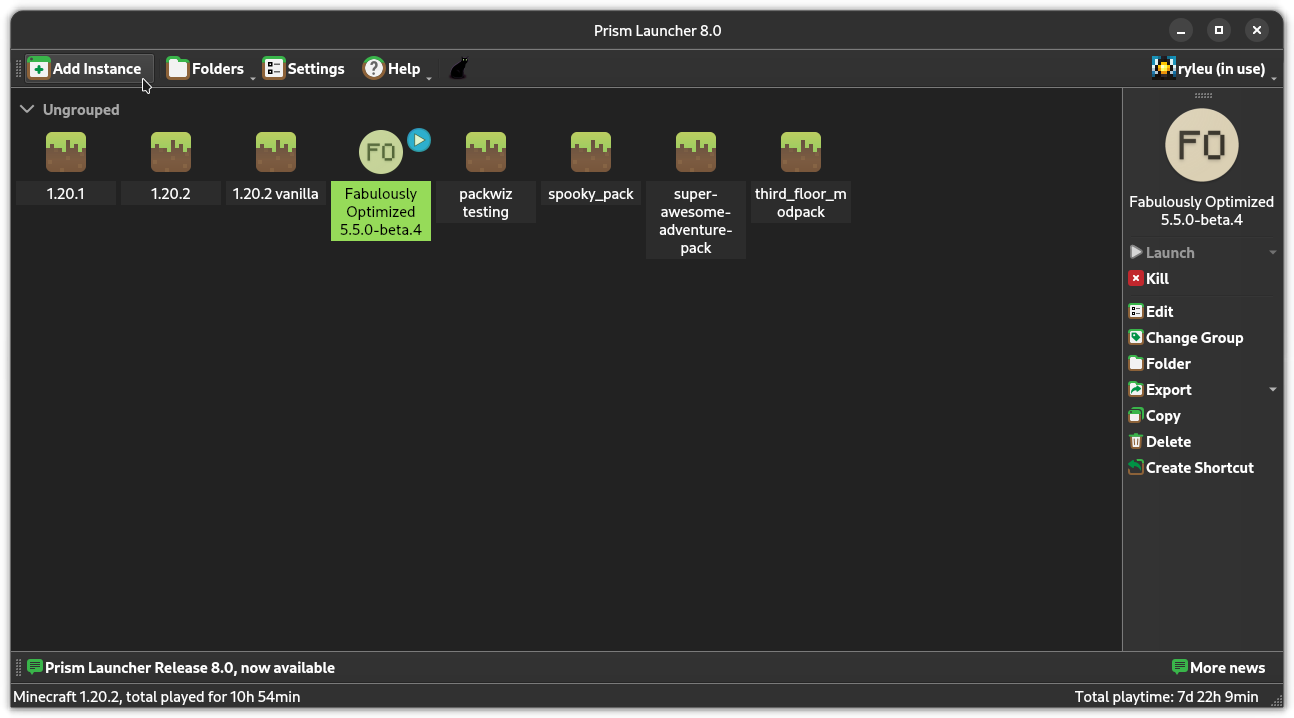 Prism Launcher 8.0
Add Instance
Folders
Settings
Help
ryleu (in use)
Ungrouped
1.20.1
1.20.2
1.20.2 vanilla
FO
Fabulously
Optimized
5.5.0-beta.4
packwiz
testing
spooky_pack
super-
awesome-
adventure-
pack
third_floor_m
odpack
FO
Fabulously Optimized
5.5.0-beta.4
Launch
Kill
Edit
Change Group
Folder
Export
Copy
Delete
Create Shortcut
Prism Launcher Release 8.0, now available
More news
Minecraft 1.20.2, total played for 10h 54min
Total playtime: 7d 22h 9min